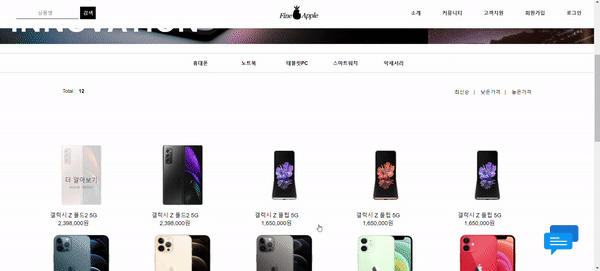 상품명 검색 Fine Apple 소개 커뮤니티 고객지원 회원가입 로그인
INNOVATION
휴대폰 노트북 태블릿PC 스마트워치 악세서리
Total 12 최신순 | 낮은가격 | 높은가격
더 알아보기
갤럭시 Z 폴드2 5G 갤럭시 Z 폴드2 5G 갤럭시 Z 플립 5G 갤럭시 Z 플립 5G 갤럭시 Z 플립 5G
2,398,000원 2,398,000원 1,650,000원 1,650,000원 1,650,000원